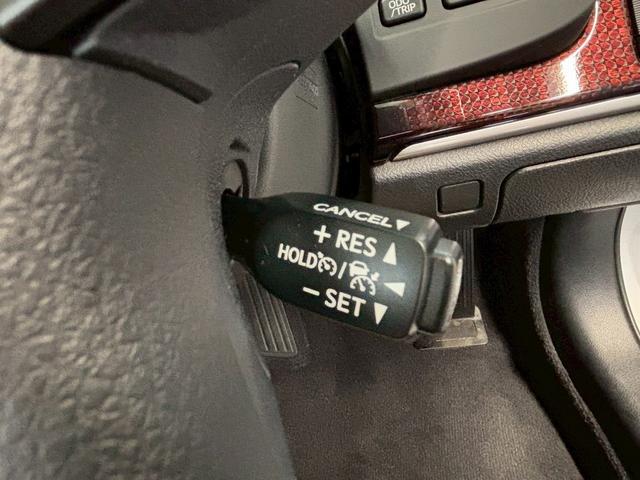 ODO
/TRIP
CANCEL▼
+RES▲
HOLD /
−SET▼